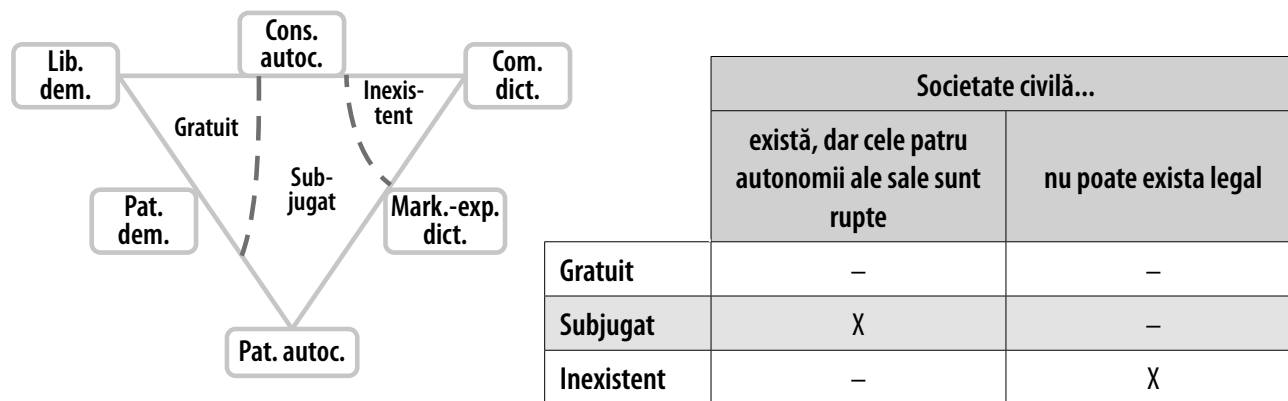 Cons.
autoc.
Lib.
dem.
Com.
dict.
Inexis-
tent
Gratuit
Sub-
jugat
Pat.
dem.
Mark.-exp.
dict.
Pat. autoc.
Societate civilă...
există, dar cele patru
autonomii ale sale sunt
rupte
nu poate exista legal
Gratuit – –
Subjugat X –
Inexistent – X